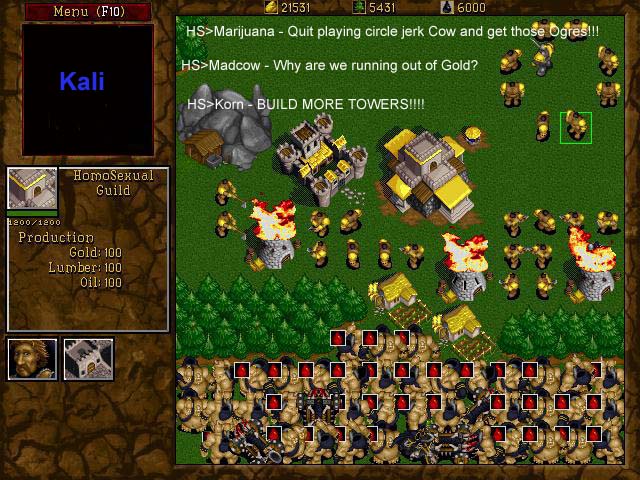 Menu (F10)
21531
5431
6000
HS>Marijuana - Quit playing circle jerk Cow and get those Ogres!!!
HS>Madcow - Why are we running out of Gold?
HS>Korn - BUILD MORE TOWERS!!!!
Kali
HomoSexual
Guild
1200/1200
Production
Gold: 100
Lumber: 100
Oil: 100